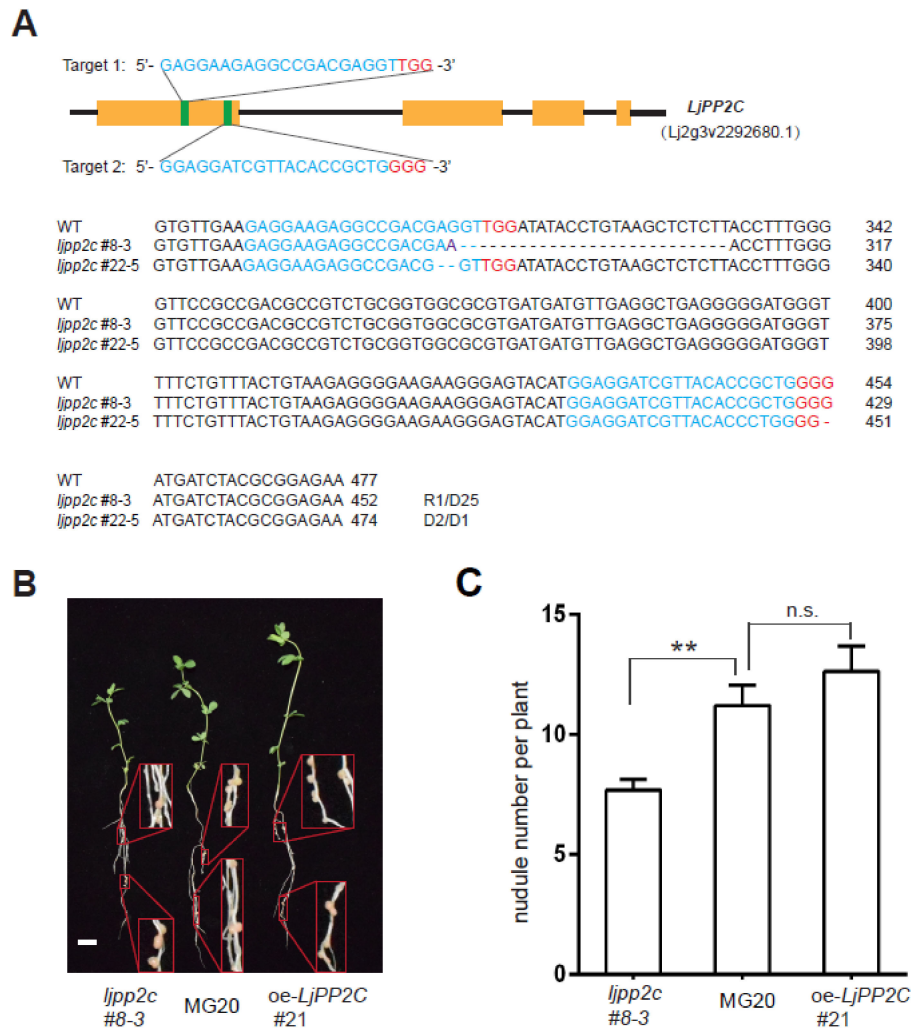 A
Target 1: 5'- GAGGAAGAGGCCGACGAGGTTGG -3'
LjPP2C
(Lj2g3v2292680.1)
Target 2: 5'- GGAGGATCGTTACACCGCTGGGG -3'
WT GTGTTGAAGAGGAAGAGGCCGACGAGGTTGGATATACCTGTAAGCTCTCTTACCTTTGGG 342
ljpp2c #8-3 GTGTTGAAGAGGAAGAGGCCGACGAA- - - - - - - - - - - - - - - - - - - - - - - - -ACCTTTGGG 317
ljpp2c #22-5 GTGTTGAAGAGGAAGAGGCCGACG- - GTTGGATATACCTGTAAGCTCTCTTACCTTTGGG 340
WT GTTCCGCCGACGCCGTCTGCGGTGGCGCGTGATGATGTTGAGGCTGAGGGGGATGGGT 400
ljpp2c #8-3 GTTCCGCCGACGCCGTCTGCGGTGGCGCGTGATGATGTTGAGGCTGAGGGGGATGGGT 375
ljpp2c #22-5 GTTCCGCCGACGCCGTCTGCGGTGGCGCGTGATGATGTTGAGGCTGAGGGGGATGGGT 398
WT TTTCTGTTTACTGTAAGAGGGGAAGAAGGGAGTACATGGAGGATCGTTACACCGCTGGGG 454
ljpp2c #8-3 TTTCTGTTTACTGTAAGAGGGGAAGAAGGGAGTACATGGAGGATCGTTACACCGCTGGGG 429
ljpp2c #22-5 TTTCTGTTTACTGTAAGAGGGGAAGAAGGGAGTACATGGAGGATCGTTACACCCTGGGG - 451
WT ATGATCTACGCGGAGAA 477
ljpp2c #8-3 ATGATCTACGCGGAGAA 452 R1/D25
ljpp2c #22-5 ATGATCTACGCGGAGAA 474 D2/D1
B
ljpp2c #8-3
MG20
oe-LjPP2C #21
C
nudule number per plant
15
10
5
0
**
n.s.
ljpp2c #8-3
MG20
oe-LjPP2C #21